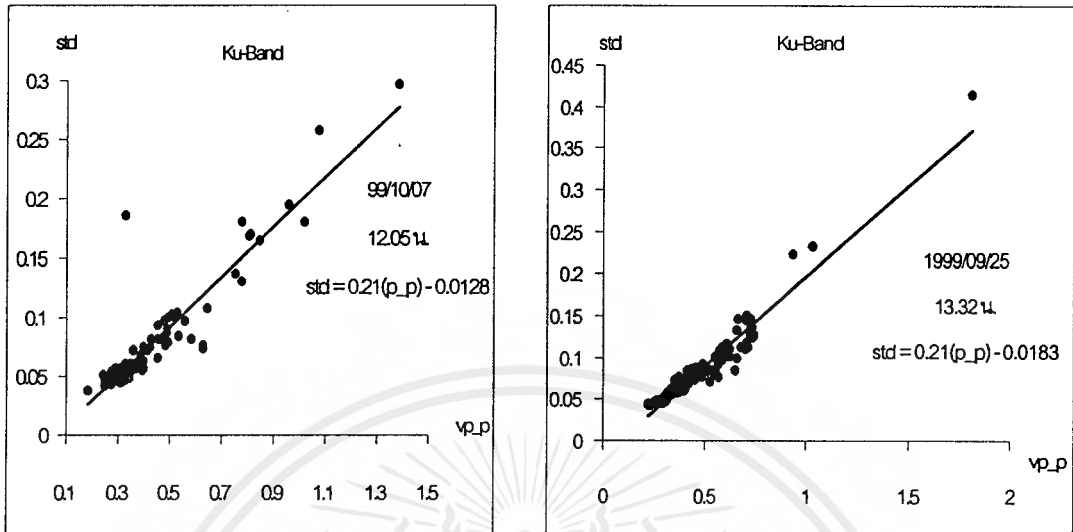 std
Ku-Band
0.3
0.25
99/10/07
0.2
12.05 น.
0.15
std = 0.21(p_p) - 0.0128
0.1
0.05
0
vp_p
0.1 0.3 0.5 0.7 0.9 1.1 1.3 1.5
std
Ku-Band
0.45
0.4
0.35
0.3
0.25
1999/09/25
0.2
13.32 น.
0.15
std = 0.21(p_p) - 0.0183
0.1
0.05
0
vp_p
0 0.5 1 1.5 2